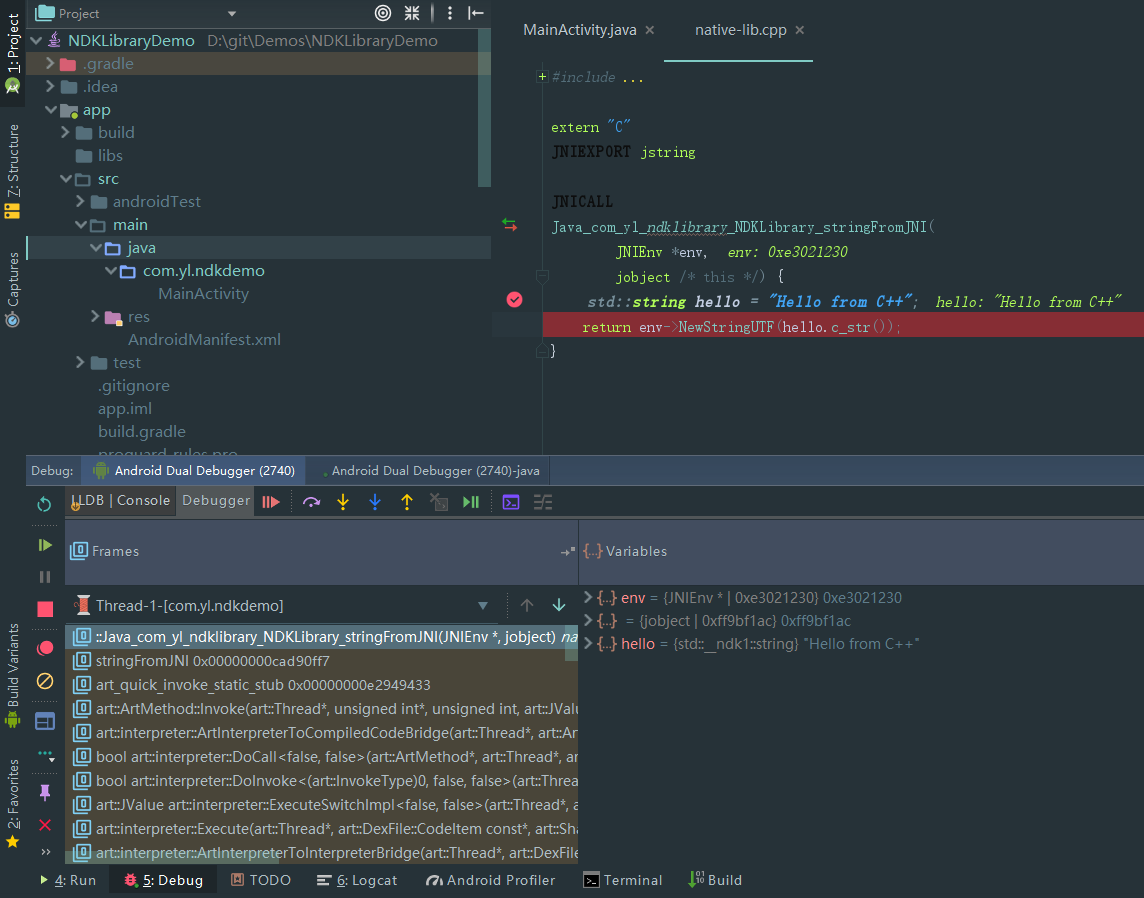 1: Project
7: Structure
Captures
Build Variants
2: Favorites
Project
NDKLibraryDemo D:\git\Demos\NDKLibraryDemo
.gradle
.idea
app
build
libs
src
androidTest
main
java
com.yl.ndkdemo
MainActivity
res
AndroidManifest.xml
test
.gitignore
app.iml
build.gradle
proguard-rules.pro
MainActivity.java
native-lib.cpp
#include ...
extern "C"
JNIEXPORT jstring
JNICALL
Java_com_yl_ndklibrary_NDKLibrary_stringFromJNI(
JNIEnv *env, env: 0xe3021230
jobject /* this */) {
std::string hello = "Hello from C++"; hello: "Hello from C++"
return env->NewStringUTF(hello.c_str());
}
Debug: Android Dual Debugger (2740) Android Dual Debugger (2740)-java
LLDB | Console Debugger
Frames
Thread-1-[com.yl.ndkdemo]
::Java_com_yl_ndklibrary_NDKLibrary_stringFromJNI(JNIEnv *, jobject) na
stringFromJNI 0x00000000cad90ff7
art_quick_invoke_static_stub 0x00000000e2949433
art::ArtMethod::Invoke(art::Thread*, unsigned int*, unsigned int, art::JValu
art::interpreter::ArtInterpreterToCompiledCodeBridge(art::Thread*, art::Ar
bool art::interpreter::DoCall<false, false>(art::ArtMethod*, art::Thread*, ar
bool art::interpreter::DoInvoke<(art::InvokeType)0, false, false>(art::Threa
art::JValue art::interpreter::ExecuteSwitchImpl<false, false>(art::Thread*, a
art::interpreter::Execute(art::Thread*, art::DexFile::CodeItem const*, art::Sha
art::interpreter::ArtInterpreterToInterpreterBridge(art::Thread*, art::DexFile
{...} Variables
{...} env = {JNIEnv * | 0xe3021230} 0xe3021230
{...} = {jobject | 0xff9bf1ac} 0xff9bf1ac
{...} hello = {std::__ndk1::string} "Hello from C++"
4: Run 5: Debug TODO 6: Logcat Android Profiler Terminal Build